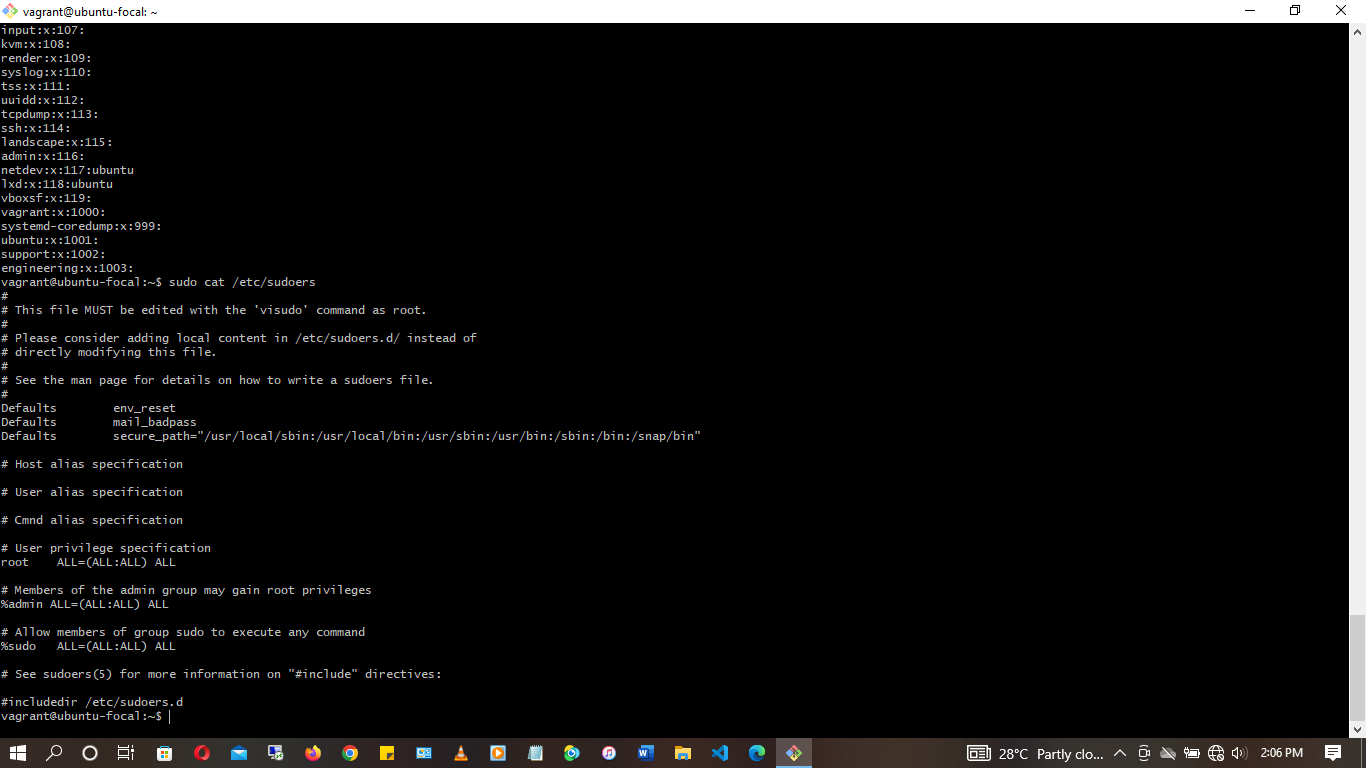 vagrant@ubuntu-focal: ~
input:x:107:
kvm:x:108:
render:x:109:
syslog:x:110:
tss:x:111:
uuidd:x:112:
tcpdump:x:113:
ssh:x:114:
landscape:x:115:
admin:x:116:
netdev:x:117:ubuntu
lxd:x:118:ubuntu
vboxsf:x:119:
vagrant:x:1000:
systemd-coredump:x:999:
ubuntu:x:1001:
support:x:1002:
engineering:x:1003:
vagrant@ubuntu-focal:~$ sudo cat /etc/sudoers
#
# This file MUST be edited with the 'visudo' command as root.
#
# Please consider adding local content in /etc/sudoers.d/ instead of
# directly modifying this file.
#
# See the man page for details on how to write a sudoers file.
#
Defaults        env_reset
Defaults        mail_badpass
Defaults        secure_path="/usr/local/sbin:/usr/local/bin:/usr/sbin:/usr/bin:/sbin:/bin:/snap/bin"
# Host alias specification
# User alias specification
# Cmnd alias specification
# User privilege specification
root    ALL=(ALL:ALL) ALL
# Members of the admin group may gain root privileges
%admin ALL=(ALL:ALL) ALL
# Allow members of group sudo to execute any command
%sudo   ALL=(ALL:ALL) ALL
# See sudoers(5) for more information on "#include" directives:
#includedir /etc/sudoers.d
vagrant@ubuntu-focal:~$
28°C Partly clo... 2:06 PM